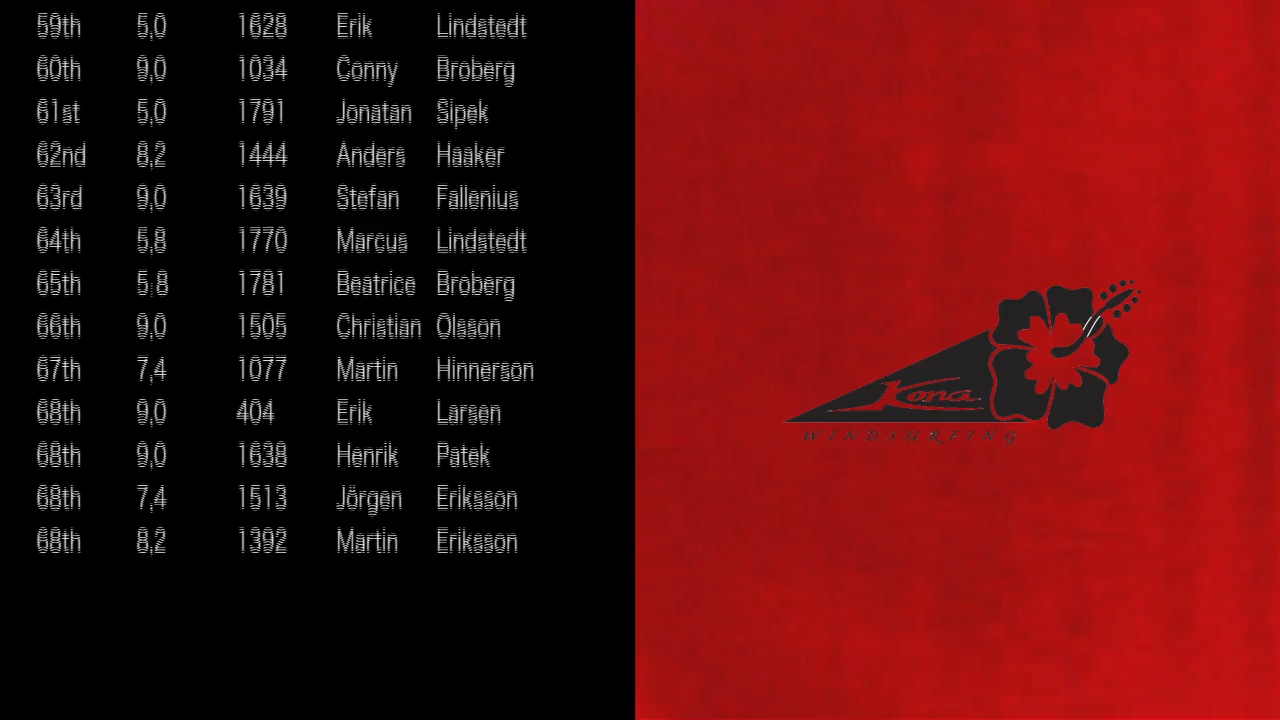 59th 5,0 1628 Erik Lindstedt
60th 9,0 1034 Conny Broberg
61st 5,0 1791 Jonatan Sipek
62nd 8,2 1444 Anders Haaker
63rd 9,0 1639 Stefan Fallenius
64th 5,8 1770 Marcus Lindstedt
65th 5,8 1781 Beatrice Broberg
66th 9,0 1505 Christian Olsson
67th 7,4 1077 Martin Hinnerson
68th 9,0 404 Erik Larsen
68th 9,0 1638 Henrik Patek
68th 7,4 1513 Jörgen Eriksson
68th 8,2 1392 Martin Eriksson
Kona
WINDSURFING